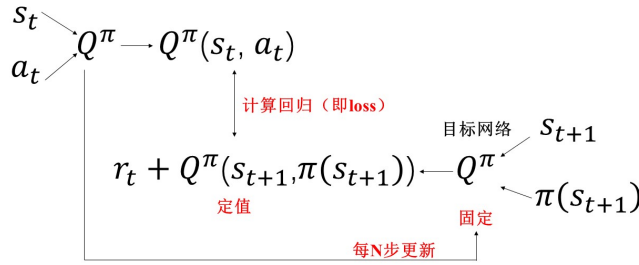 s_t
a_t
Q^π
Q^π(s_t, a_t)
计算回归（即loss）
目标网络
s_{t+1}
r_t + Q^π(s_{t+1},π(s_{t+1}))
Q^π
π(s_{t+1})
定值
固定
每N步更新